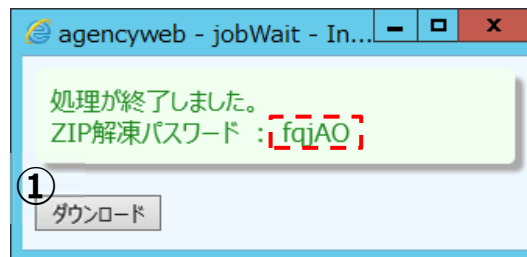 agencyweb - jobWait - In...
処理が終了しました。
ZIP解凍パスワード : fqjAO
①
ダウンロード